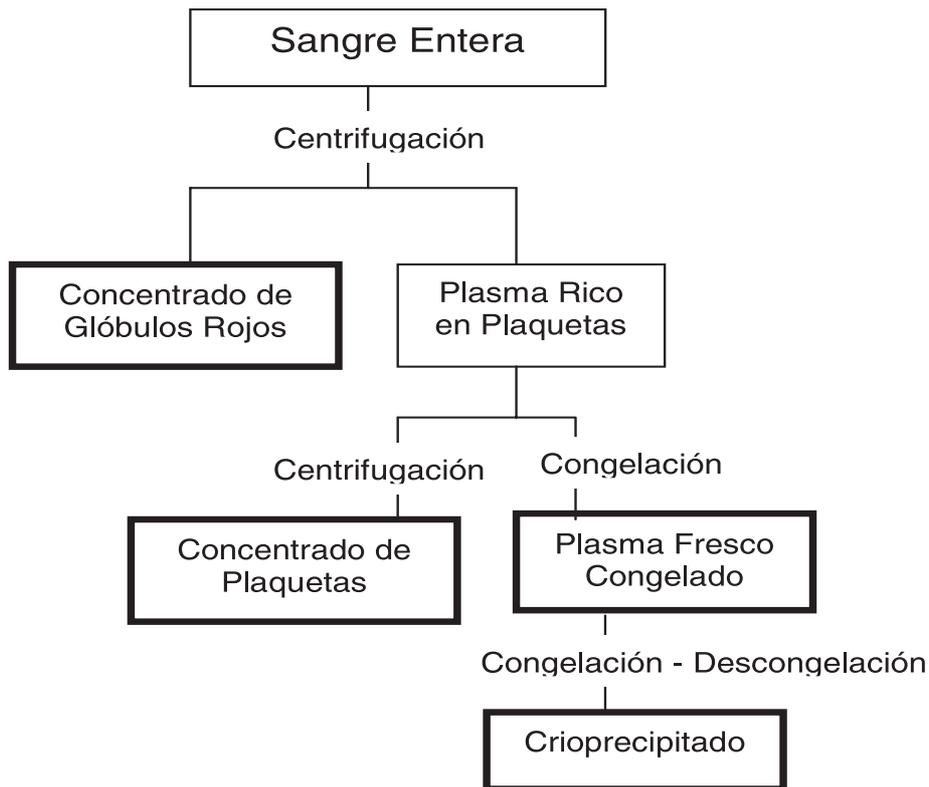 Sangre Entera
Centrifugación
Concentrado de
Glóbulos Rojos
Plasma Rico
en Plaquetas
Centrifugación
Congelación
Concentrado de
Plaquetas
Plasma Fresco
Congelado
Congelación - Descongelación
Crioprecipitado